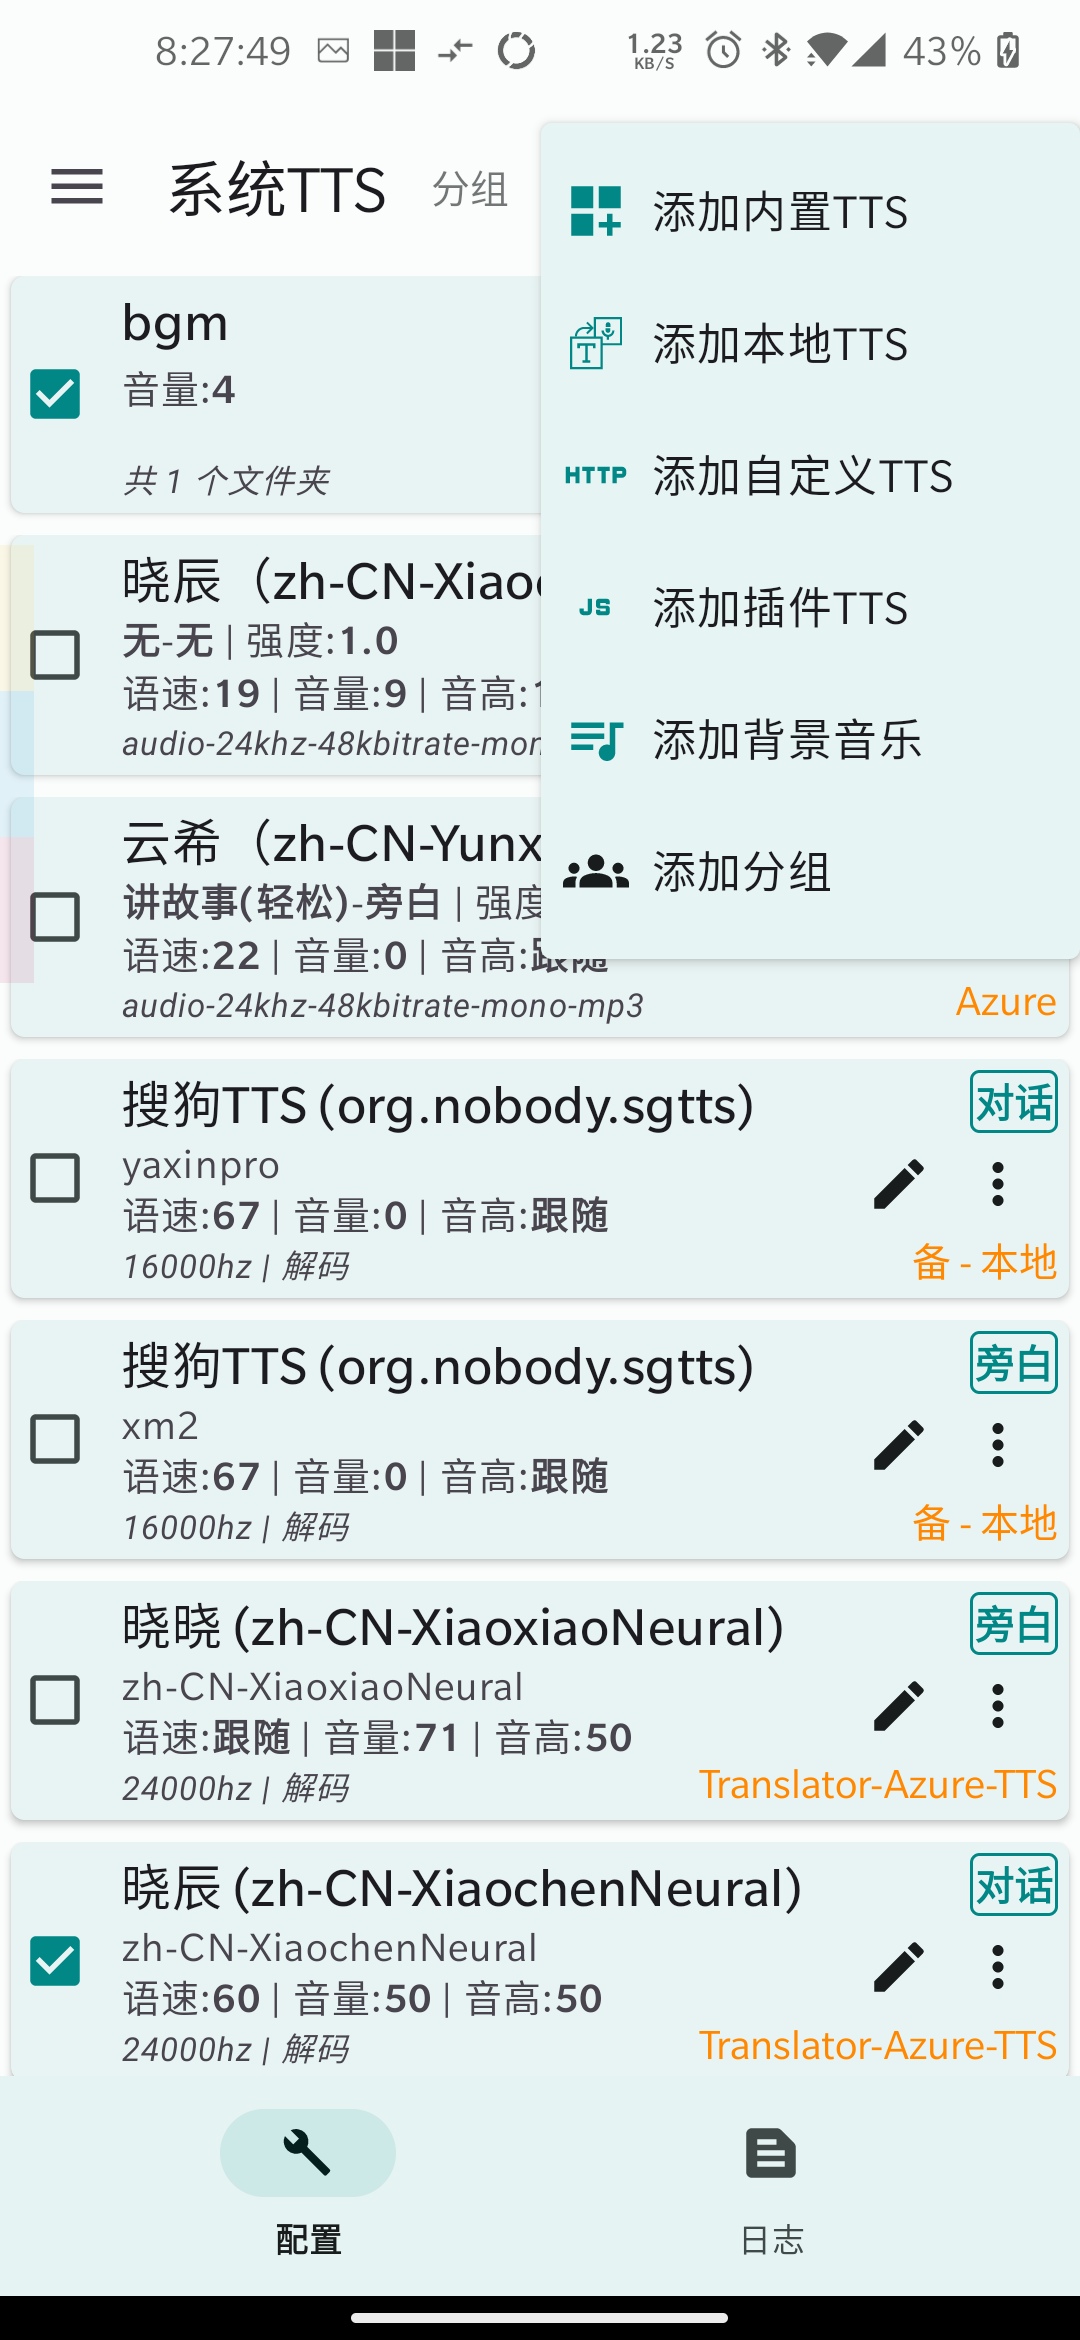 8:27:49
1.23
KB/S
43%
系统TTS
分组
添加内置TTS
添加本地TTS
HTTP 添加自定义TTS
JS 添加插件TTS
添加背景音乐
添加分组
bgm
音量:4
共 1 个文件夹
晓辰（zh-CN-Xiao
无-无 | 强度:1.0
语速:19 | 音量:9 | 音高:
audio-24khz-48kbitrate-mon
云希（zh-CN-Yunx
讲故事(轻松)-旁白 | 强度
语速:22 | 音量:0 | 音高:跟随
audio-24khz-48kbitrate-mono-mp3
Azure
搜狗TTS (org.nobody.sgtts)
对话
yaxinpro
语速:67 | 音量:0 | 音高:跟随
16000hz | 解码
备 - 本地
搜狗TTS (org.nobody.sgtts)
旁白
xm2
语速:67 | 音量:0 | 音高:跟随
16000hz | 解码
备 - 本地
晓晓 (zh-CN-XiaoxiaoNeural)
旁白
zh-CN-XiaoxiaoNeural
语速:跟随 | 音量:71 | 音高:50
24000hz | 解码
Translator-Azure-TTS
晓辰 (zh-CN-XiaochenNeural)
对话
zh-CN-XiaochenNeural
语速:60 | 音量:50 | 音高:50
24000hz | 解码
Translator-Azure-TTS
配置
日志